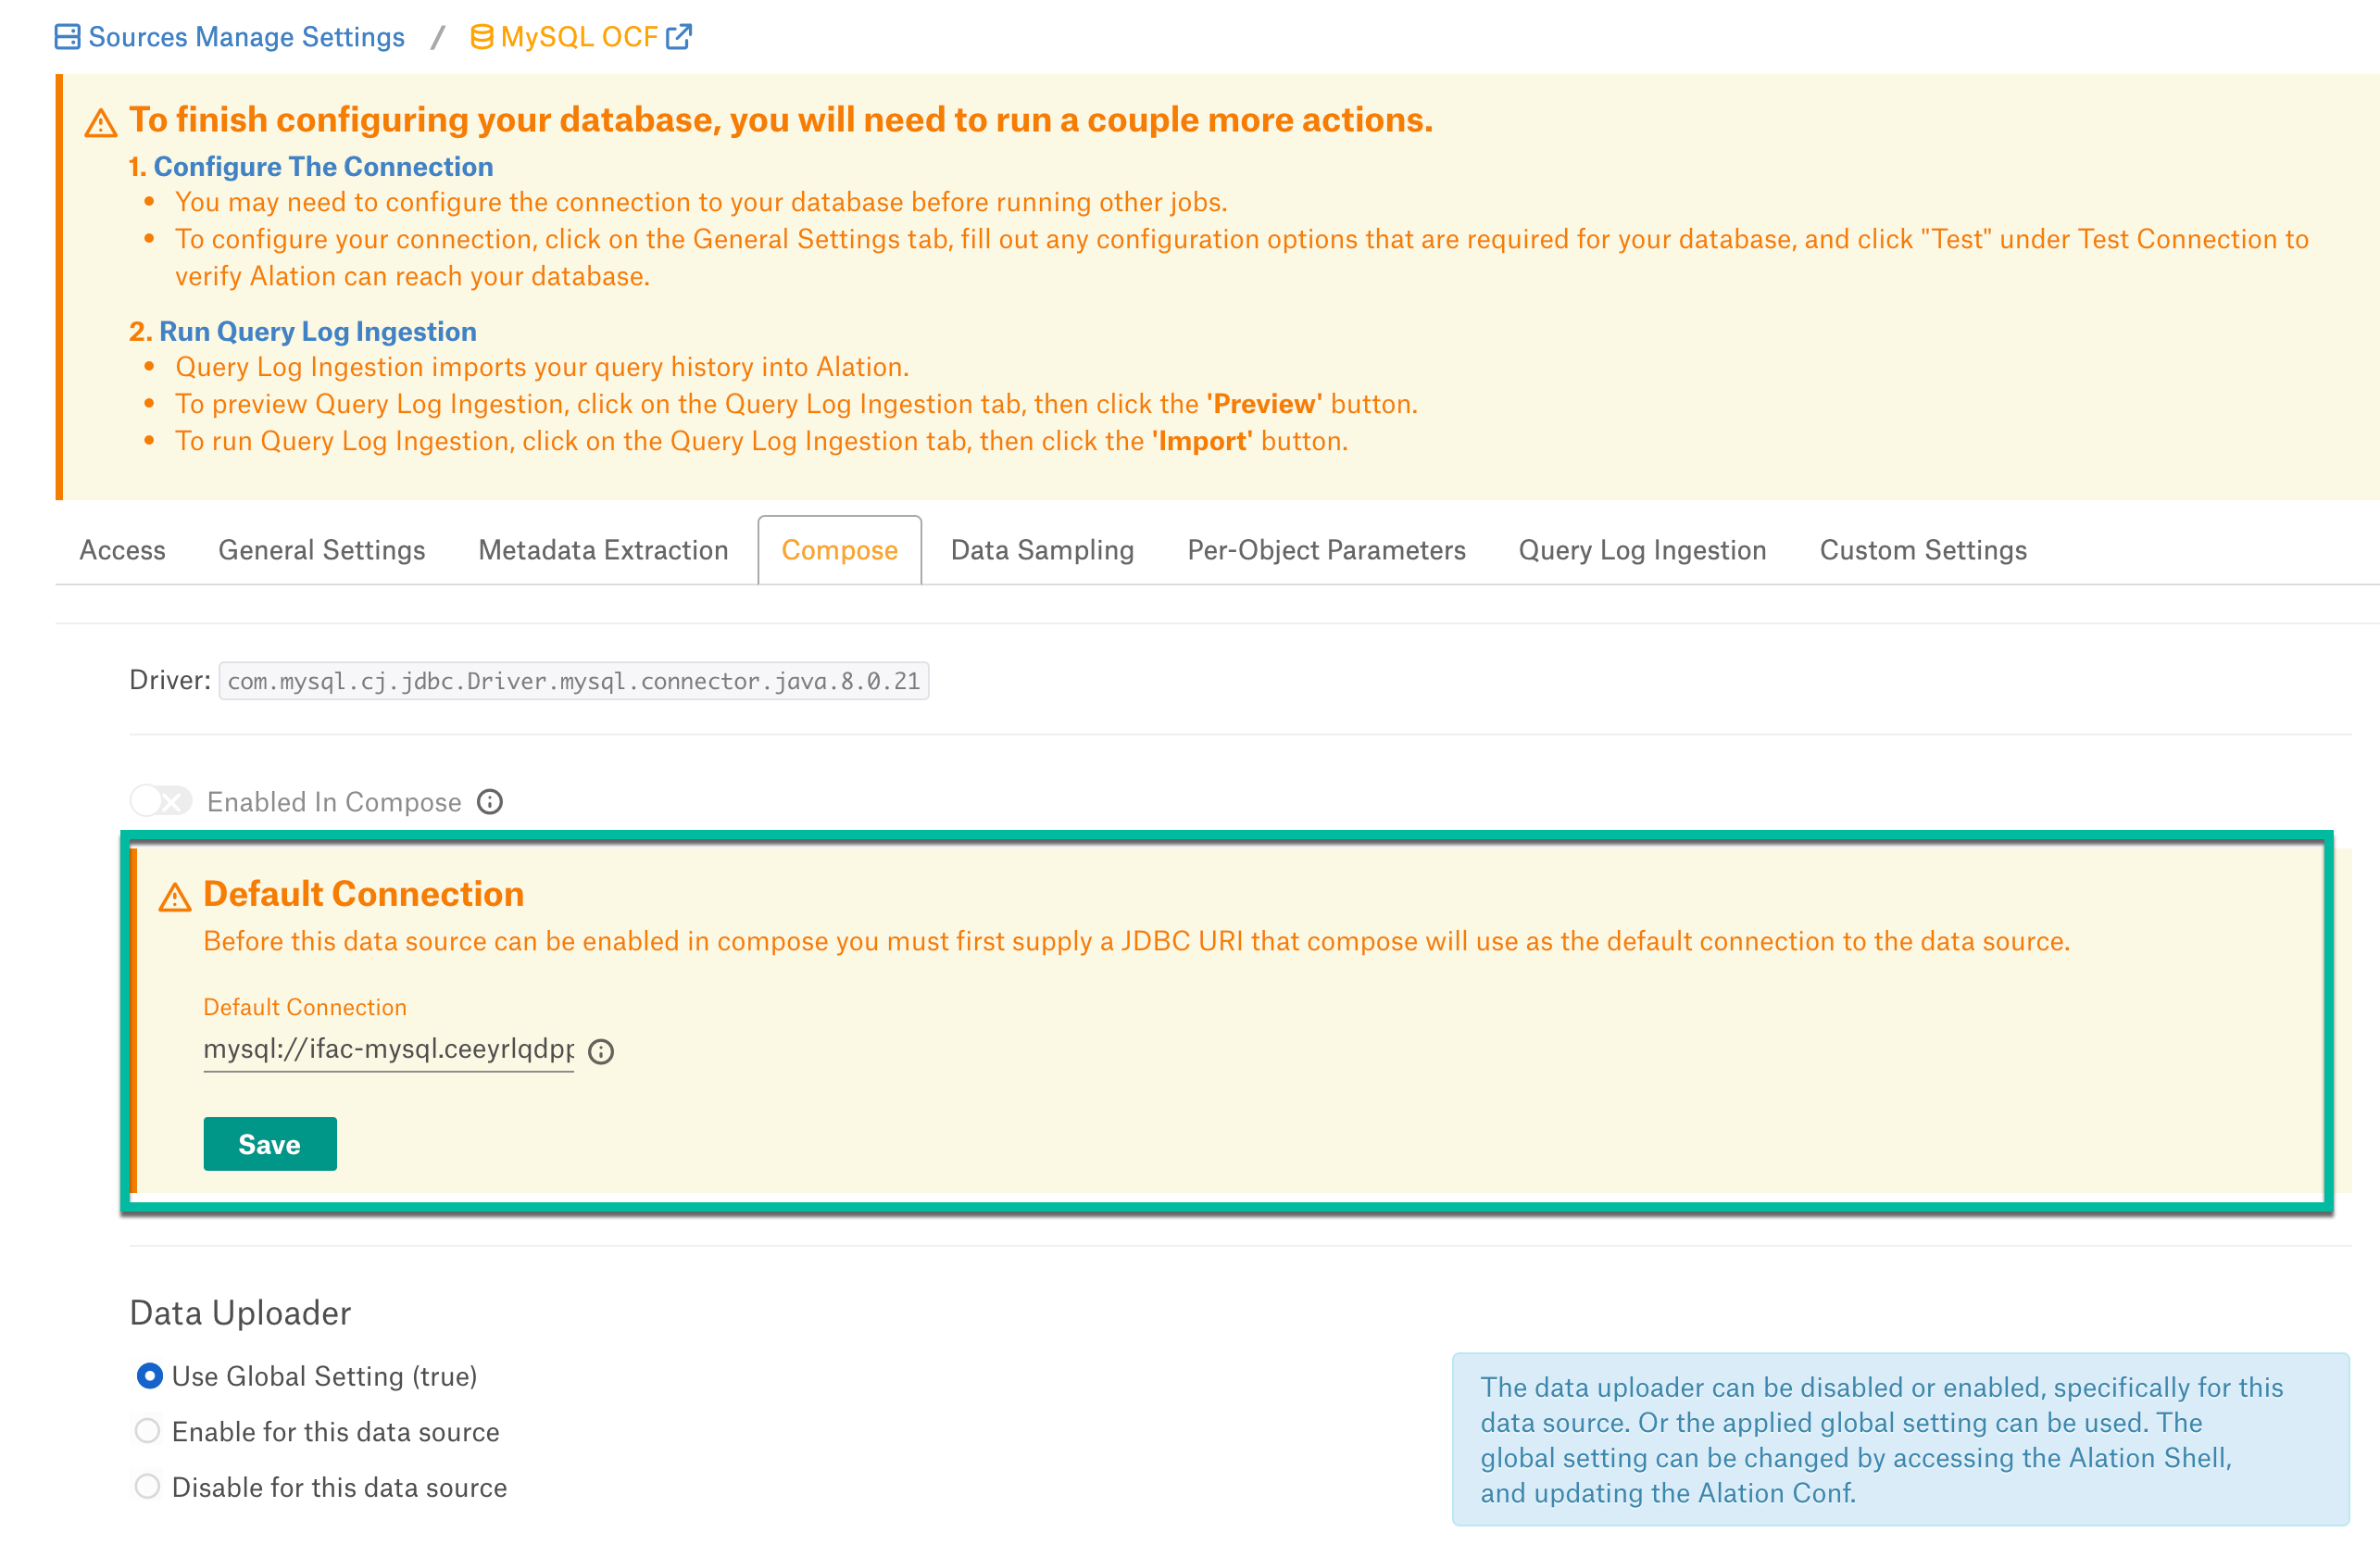 Sources Manage Settings / MySQL OCF
To finish configuring your database, you will need to run a couple more actions.
1. Configure The Connection
• You may need to configure the connection to your database before running other jobs.
• To configure your connection, click on the General Settings tab, fill out any configuration options that are required for your database, and click "Test" under Test Connection to
verify Alation can reach your database.
2. Run Query Log Ingestion
• Query Log Ingestion imports your query history into Alation.
• To preview Query Log Ingestion, click on the Query Log Ingestion tab, then click the 'Preview' button.
• To run Query Log Ingestion, click on the Query Log Ingestion tab, then click the 'Import' button.
Access General Settings Metadata Extraction Compose Data Sampling Per-Object Parameters Query Log Ingestion Custom Settings
Driver: com.mysql.cj.jdbc.Driver.mysql.connector.java.8.0.21
Enabled In Compose
Default Connection
Before this data source can be enabled in compose you must first supply a JDBC URI that compose will use as the default connection to the data source.
Default Connection
mysql://ifac-mysql.ceeyrlqdpp
Save
Data Uploader
Use Global Setting (true)
Enable for this data source
Disable for this data source
The data uploader can be disabled or enabled, specifically for this
data source. Or the applied global setting can be used. The
global setting can be changed by accessing the Alation Shell,
and updating the Alation Conf.